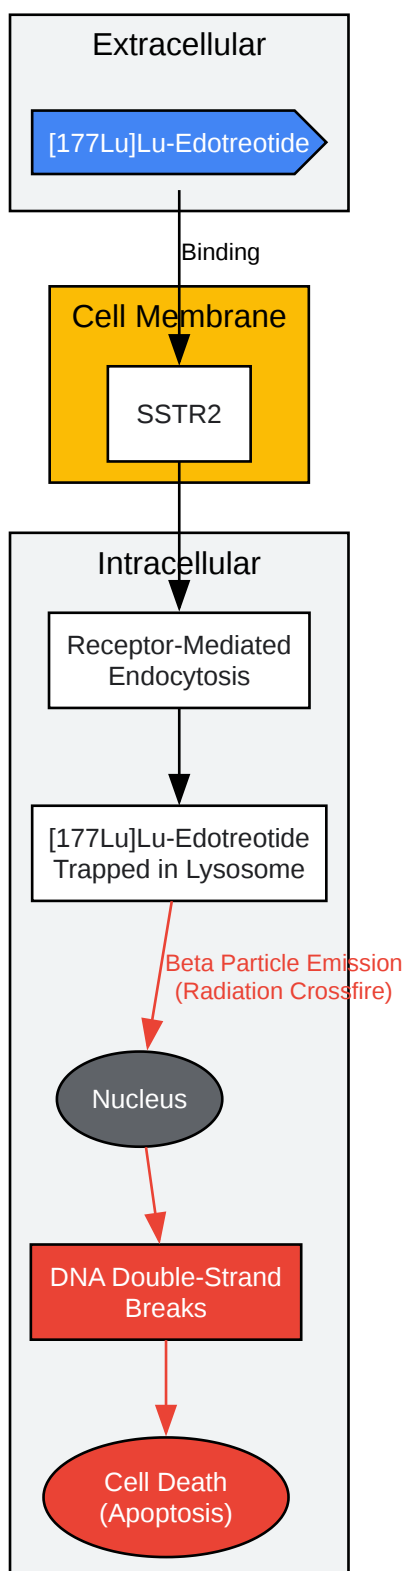 Extracellular
[177Lu]Lu-Edotreotide
Binding
Cell Membrane
SSTR2
Intracellular
Receptor-Mediated
Endocytosis
[177Lu]Lu-Edotreotide
Trapped in Lysosome
Beta Particle Emission
(Radiation Crossfire)
Nucleus
DNA Double-Strand
Breaks
Cell Death
(Apoptosis)